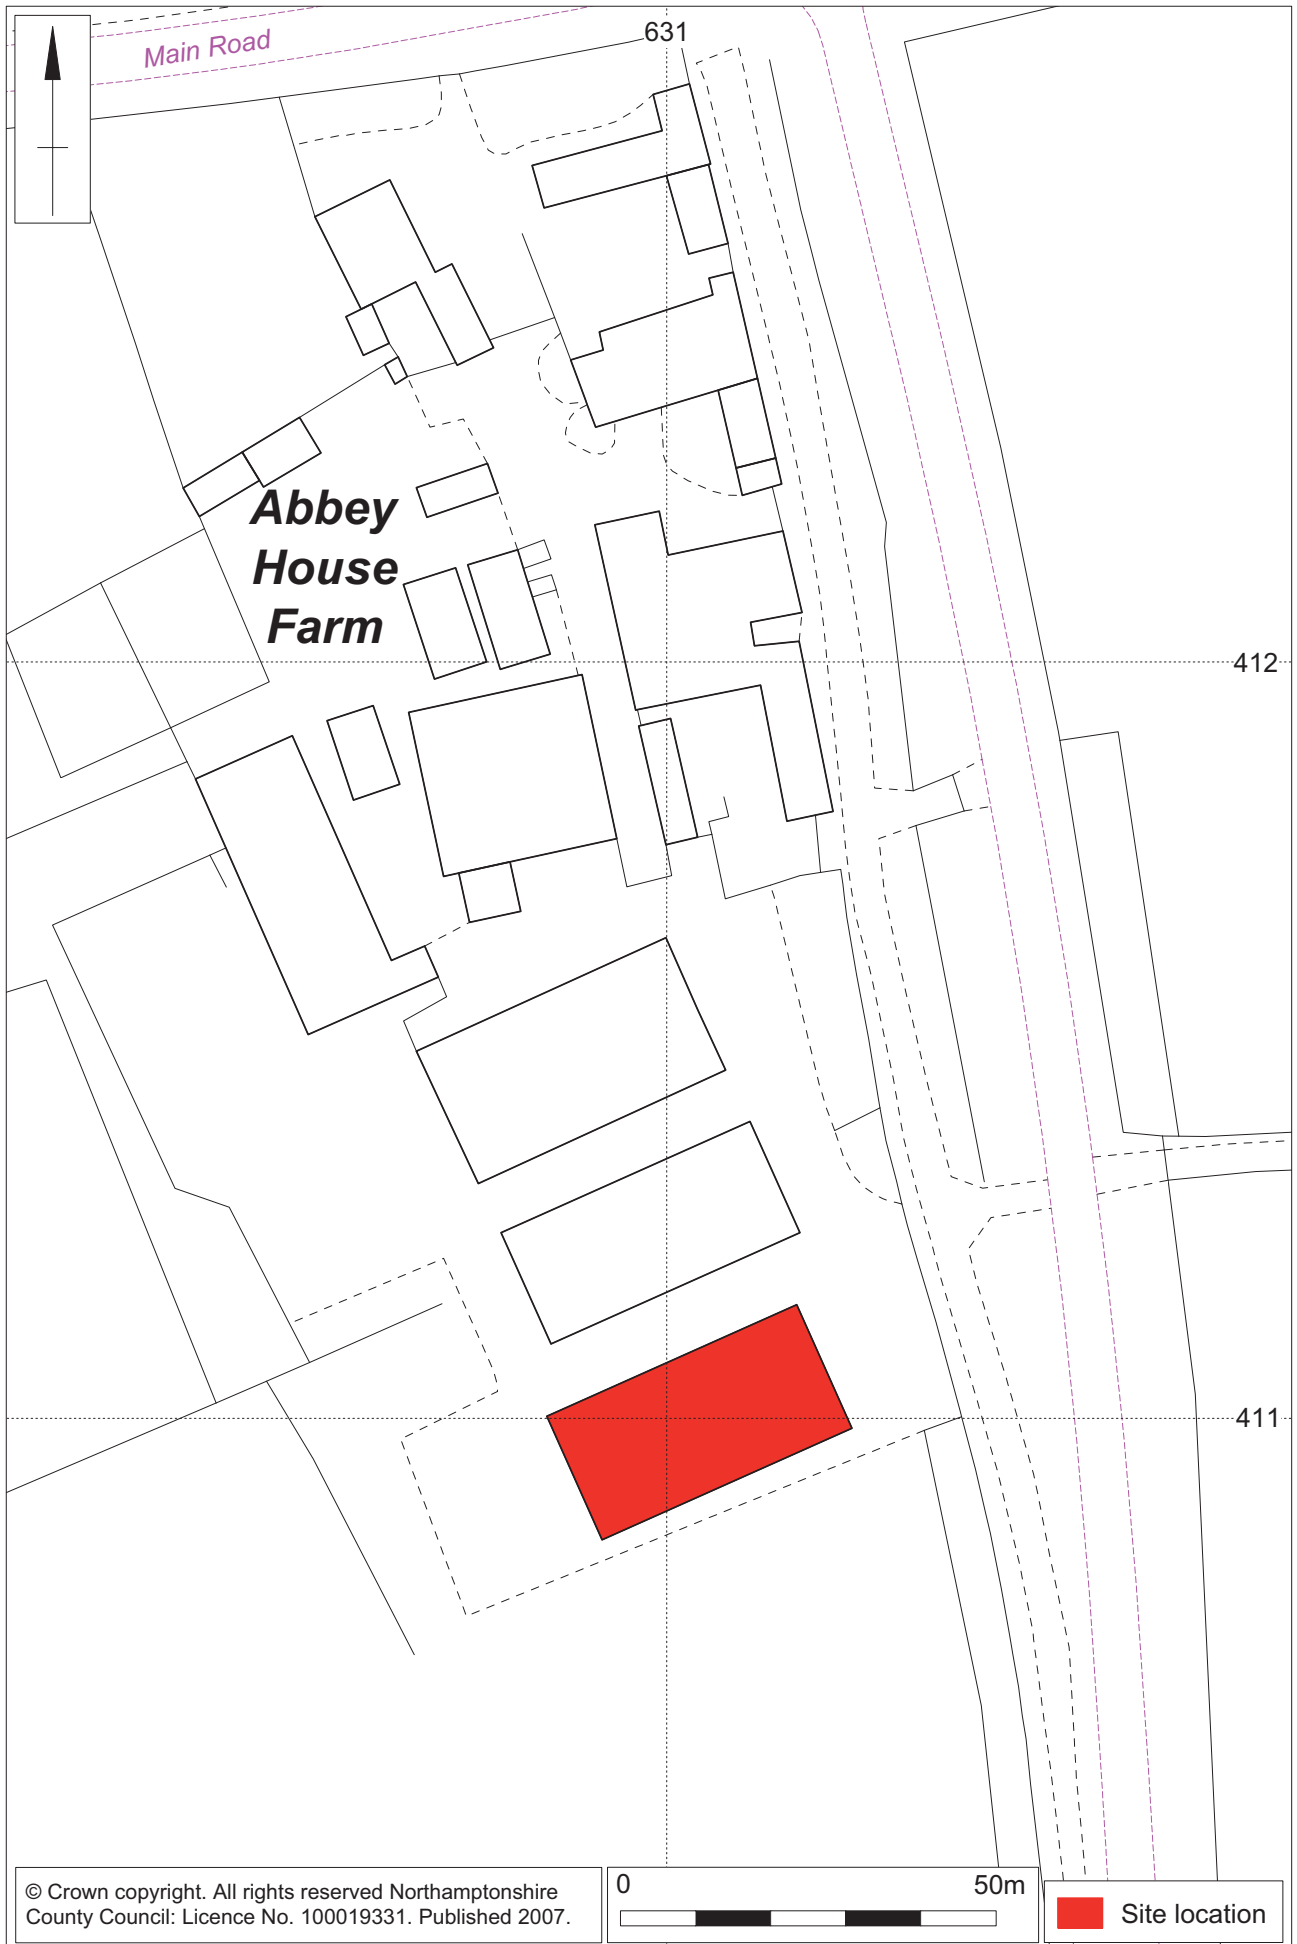 631
Main Road
Abbey
House
Farm
412
411
© Crown copyright. All rights reserved Northamptonshire
County Council: Licence No. 100019331. Published 2007.
0 50m
Site location